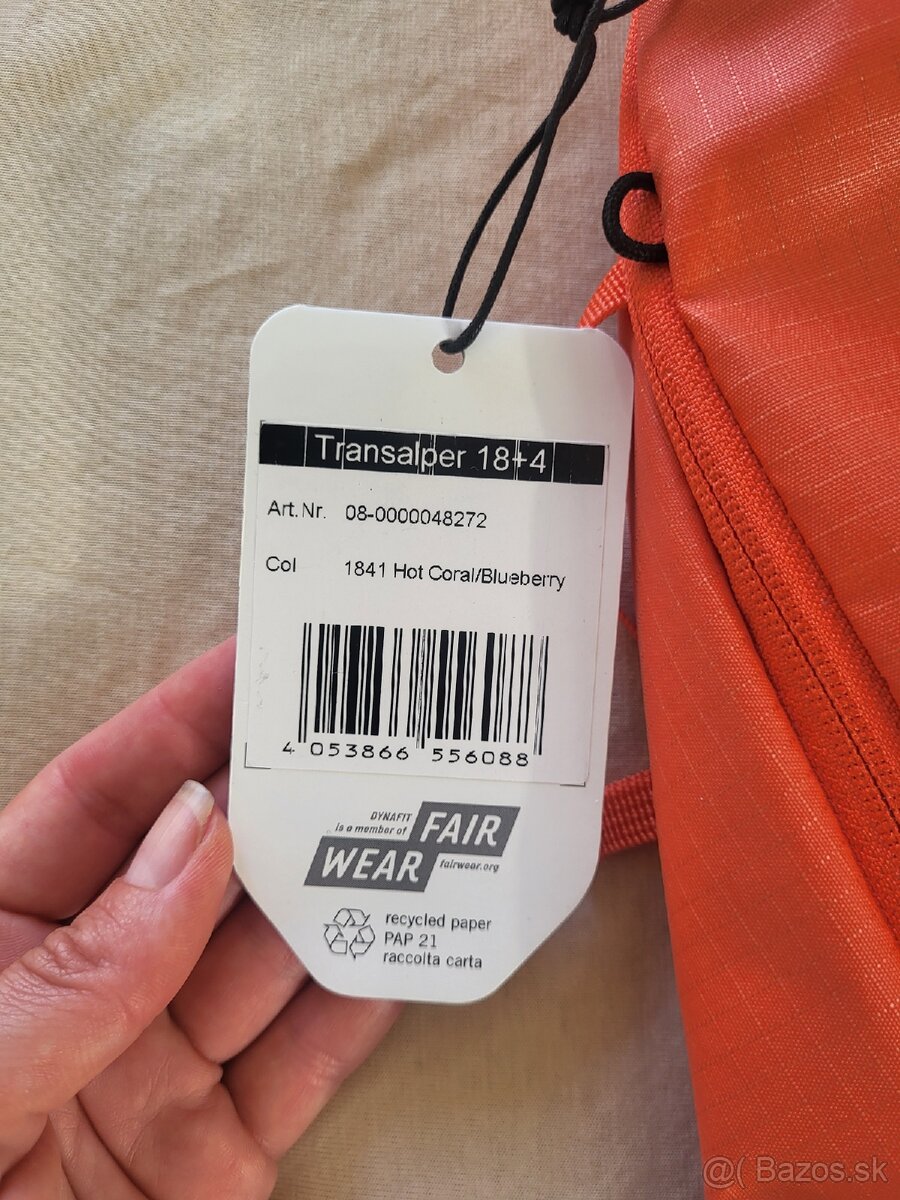 Transalper 18+4
Art.Nr. 08-0000048272
Col 1841 Hot Coral/Blueberry
4 053866 556088
DYNAFIT
is a member of
FAIR
WEAR
fairwear.org
recycled paper
PAP 21
raccolta carta
@( Bazos.sk